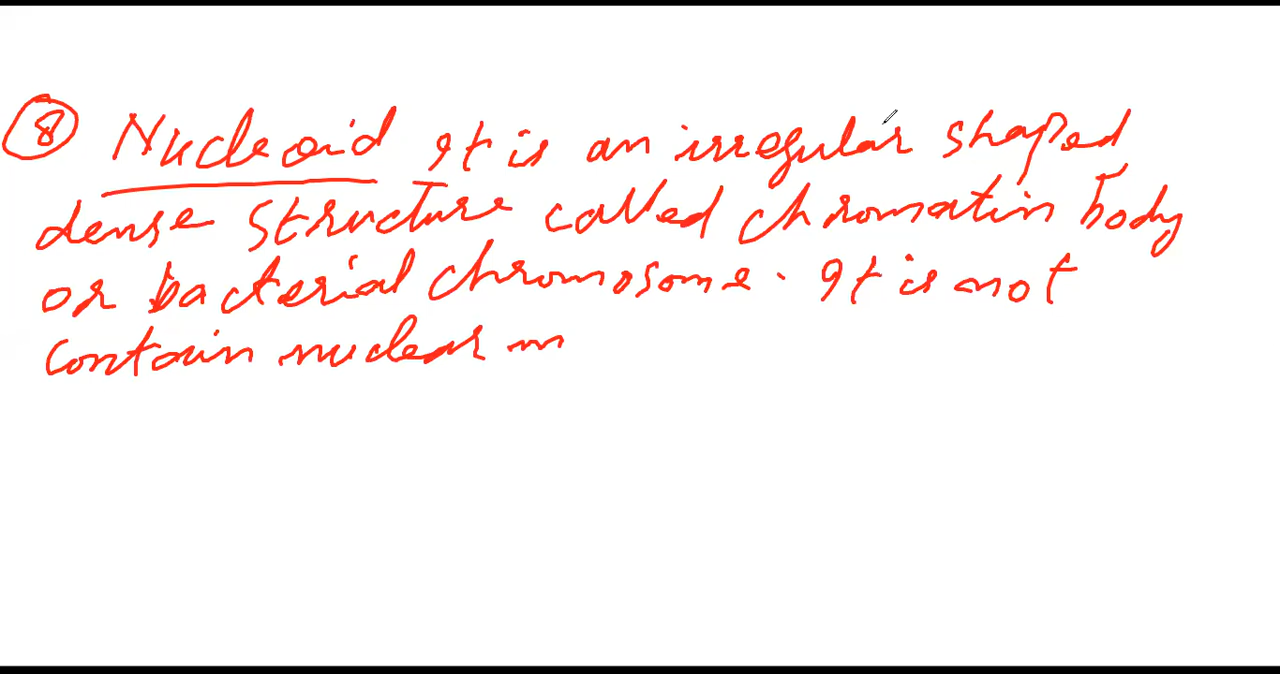 8 Nucleoid It is an irregular shaped
dense structure called chromatin body
or bacterial chromosome. It is not
contain nuclear m